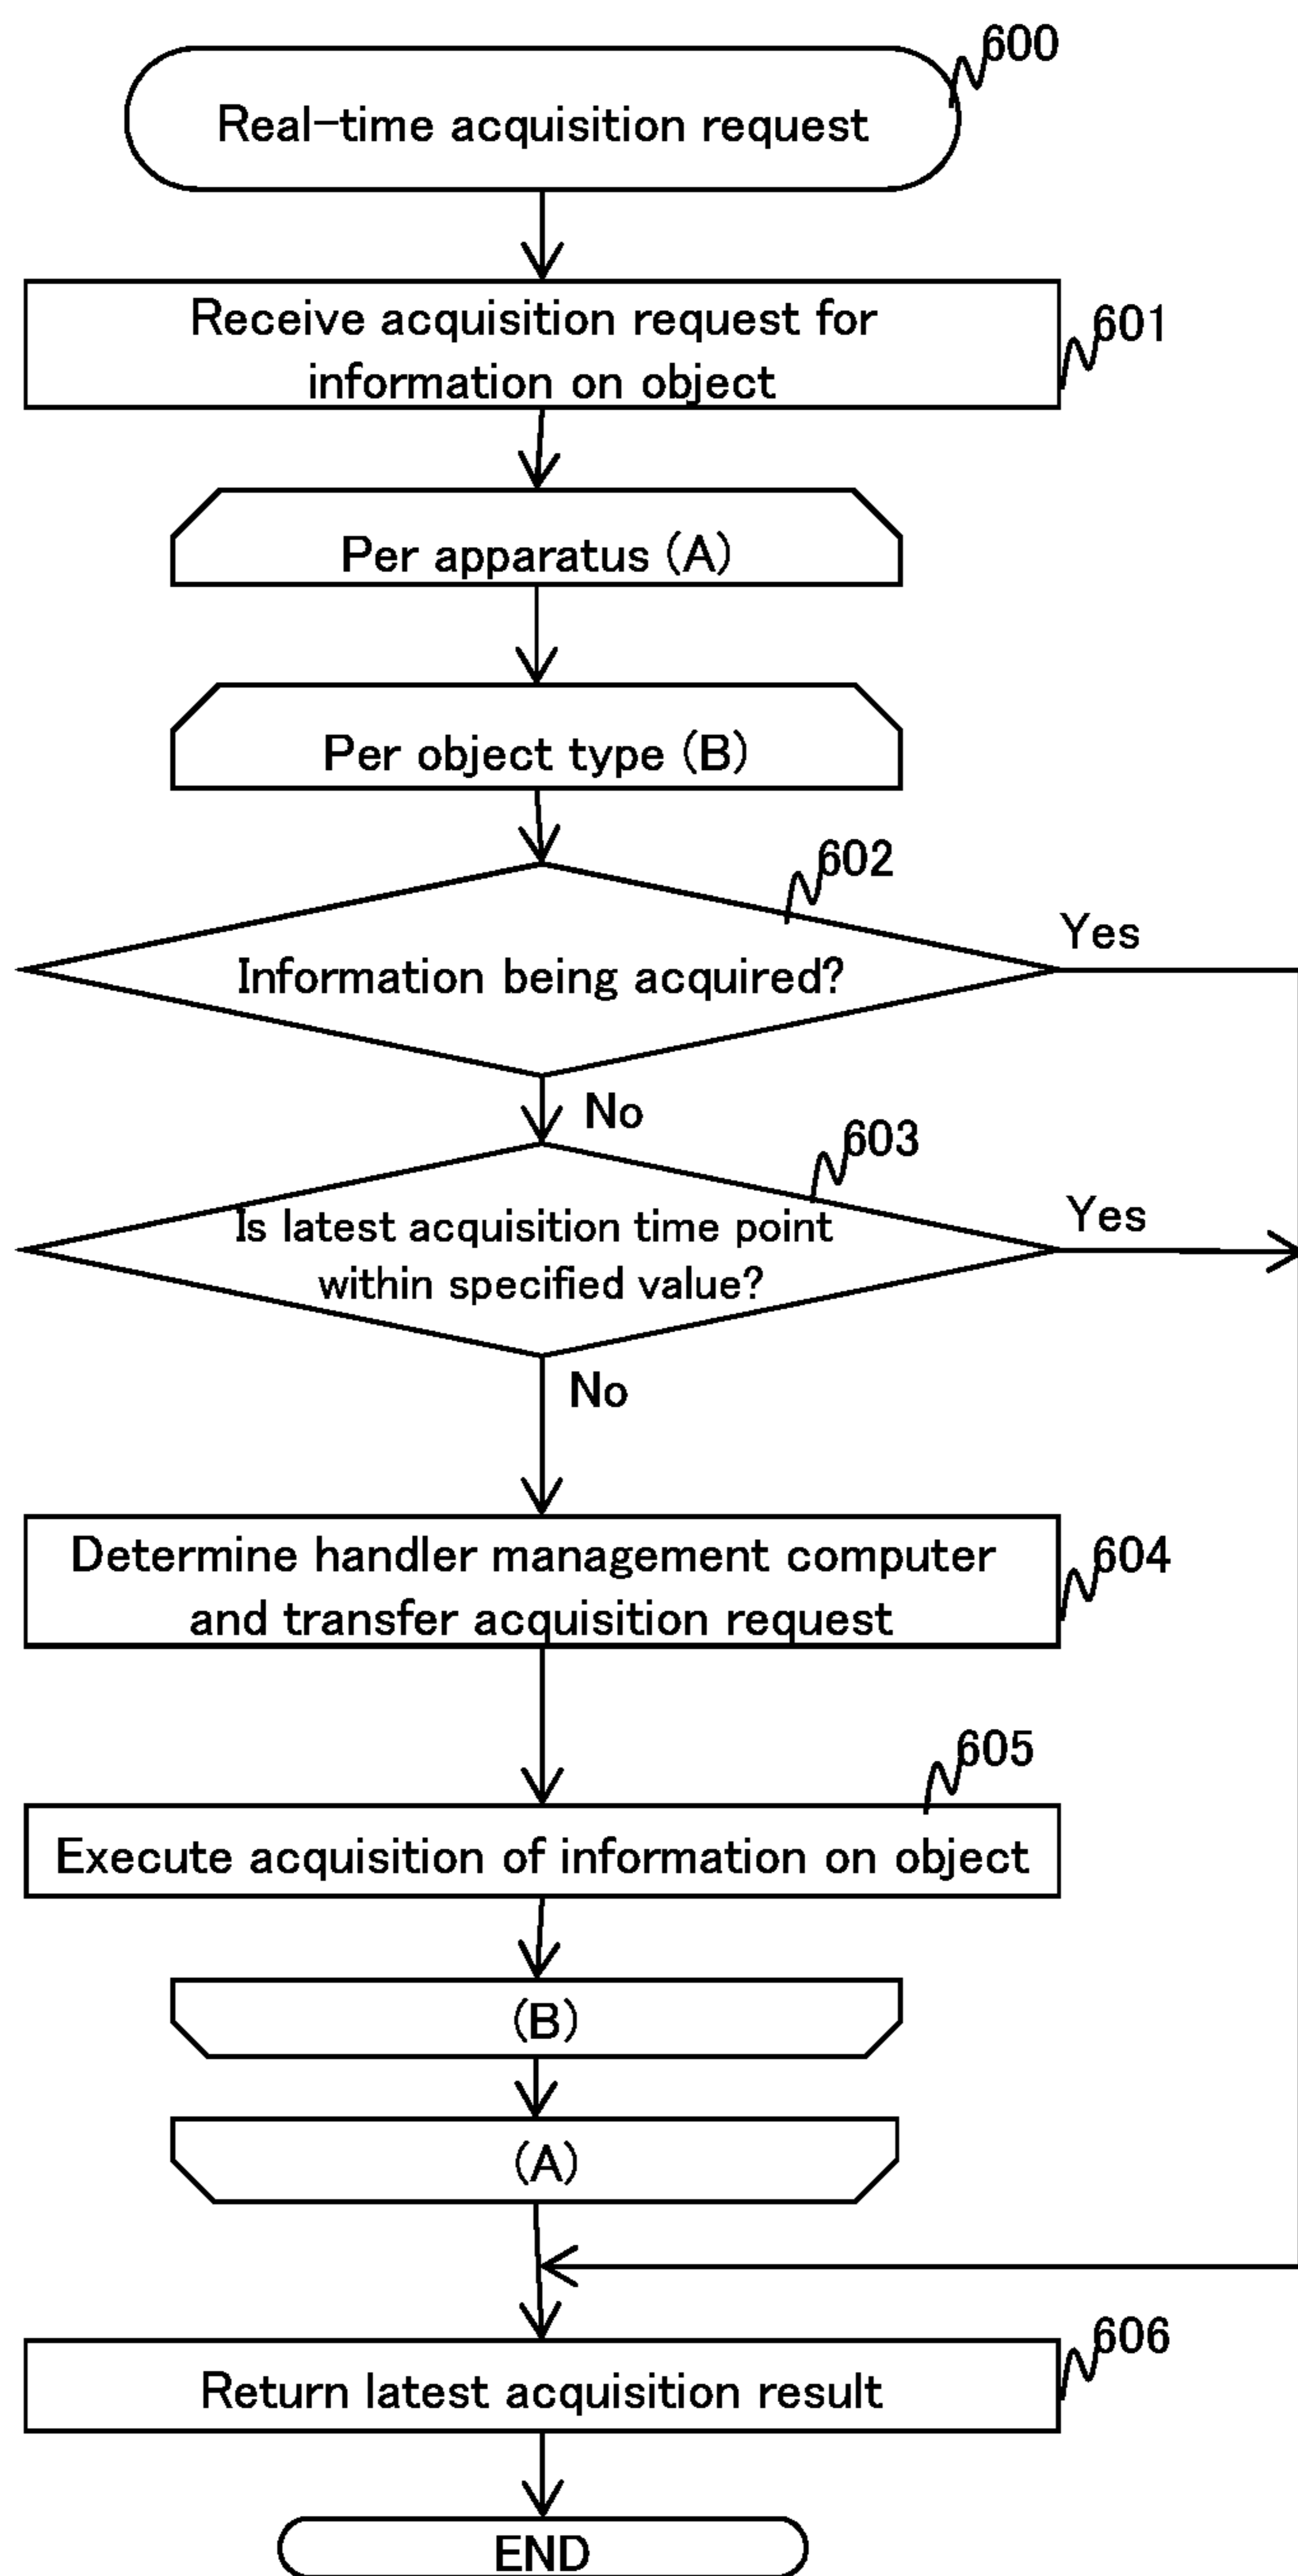 600
Real-time acquisition request
Receive acquisition request for
information on object
601
Per apparatus (A)
Per object type (B)
602
Information being acquired?
Yes
No
603
Is latest acquisition time point
within specified value?
Yes
No
Determine handler management computer
and transfer acquisition request
604
605
Execute acquisition of information on object
(B)
(A)
606
Return latest acquisition result
END